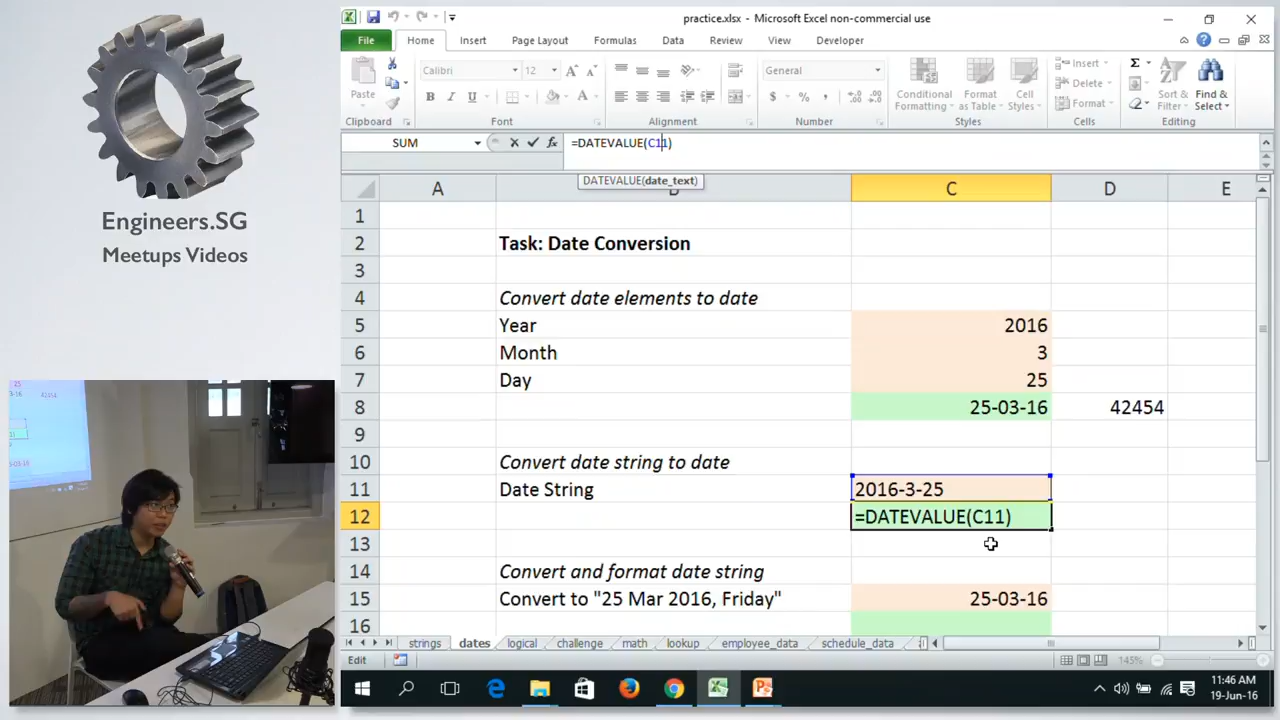 Engineers.SG
Meetups Videos
practice.xlsx - Microsoft Excel non-commercial use
File Home Insert Page Layout Formulas Data Review View Developer
Paste
Clipboard
Calibri 12
B I U A
Font
Alignment
General
$ % ,
Number
Conditional Formatting
Format as Table
Cell Styles
Styles
Insert
Delete
Format
Cells
Σ
Sort & Filter
Find & Select
Editing
SUM fx =DATEVALUE(C11)
DATEVALUE(date_text)
A B C D E
1
2 Task: Date Conversion
3
4 Convert date elements to date
5 Year 2016
6 Month 3
7 Day 25
8 25-03-16 42454
9
10 Convert date string to date
11 Date String 2016-3-25
12 =DATEVALUE(C11)
13
14 Convert and format date string
15 Convert to "25 Mar 2016, Friday" 25-03-16
16
strings dates logical challenge math lookup employee_data schedule_data
Edit 145%
11:46 AM
19-Jun-16